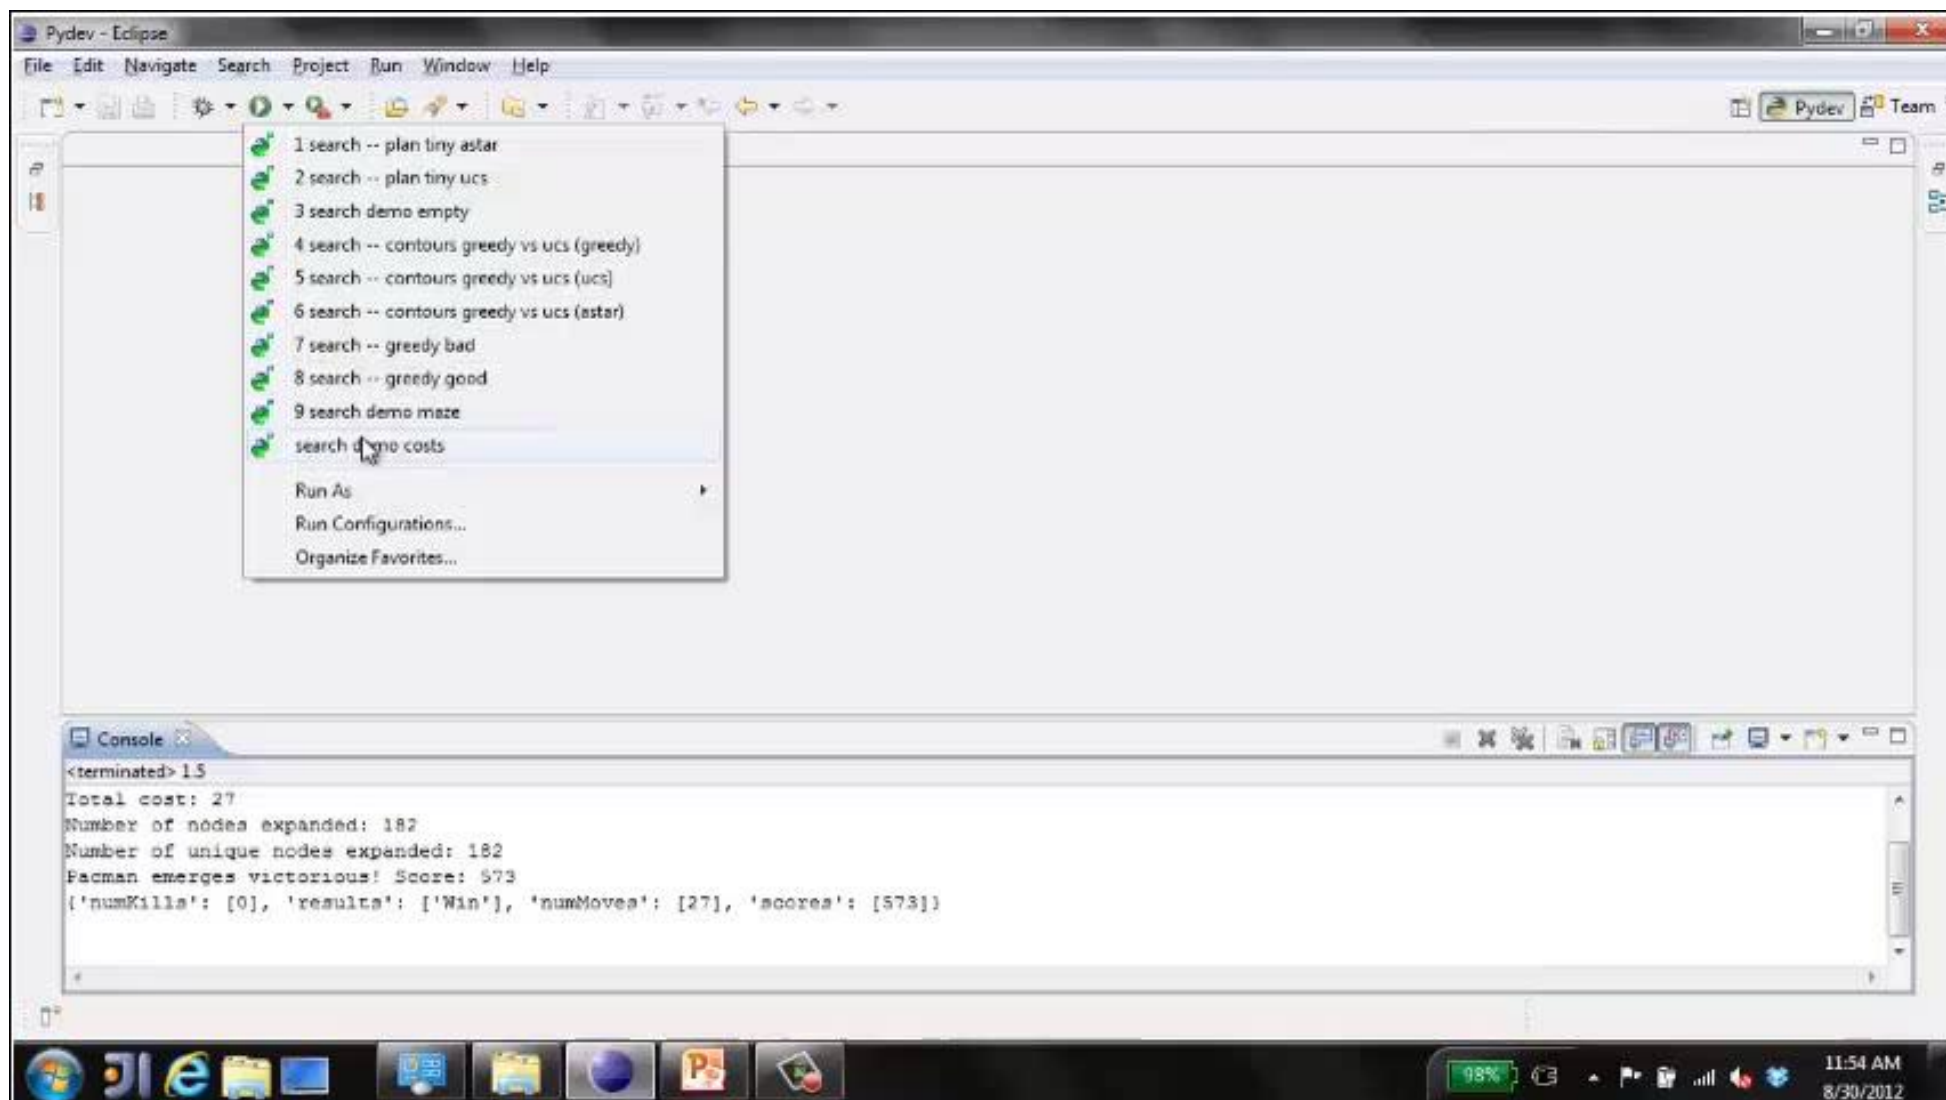 Pydev - Eclipse
File Edit Navigate Search Project Run Window Help
Pydev Team
1 search -- plan tiny astar
2 search -- plan tiny ucs
3 search demo empty
4 search -- contours greedy vs ucs (greedy)
5 search -- contours greedy vs ucs (ucs)
6 search -- contours greedy vs ucs (astar)
7 search -- greedy bad
8 search -- greedy good
9 search demo maze
search demo costs
Run As
Run Configurations...
Organize Favorites...
Console
<terminated> 1.5
Total cost: 27
Number of nodes expanded: 182
Number of unique nodes expanded: 182
Pacman emerges victorious! Score: 573
{'numKills': [0], 'results': ['Win'], 'numMoves': [27], 'scores': [573]}
98%
11:54 AM
8/30/2012